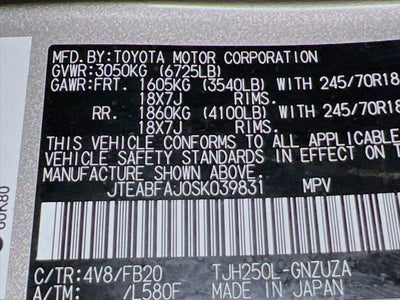 MFD.BY:TOYOTA MOTOR CORPORATION
GVWR:3050KG (6725LB)
GAWR:FRT. 1605KG (3540LB) WITH 245/70R18
18X7J RIMS.
RR. 1860KG (4100LB) WITH 245/70R18
18X7J RIMS.
THIS VEHICLE CONFORMS TO ALL APPLICABLE
VEHICLE SAFETY STANDARDS IN EFFECT ON T
MANUFACTURE SHOWN ABOVE.
JTEABFAJ0SK039831 MPV
C/TR:4V8/FB20 TJH250L-GNZUZA
A/TM: /L580F MADE IN JAPAN
60K80